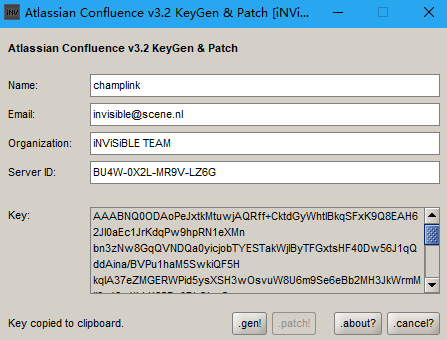 iNV Atlassian Confluence v3.2 KeyGen & Patch [iNVi...
Atlassian Confluence v3.2 KeyGen & Patch
Name: champlink
Email: invisible@scene.nl
Organization: iNViSiBLE TEAM
Server ID: BU4W-0X2L-MR9V-LZ6G
Key: AAABNQ0ODAoPeJxtkMtuwjAQRff+CktdGyWhtlBkqSFxK9Q8EAH6
2Jl0aEc1JrKdqPw9hpRN1eXMn
bn3zNw8GqQVNDQa0yicjobTYESTakWjlByTFGxtsHF40Dw56J1qQ
ddAina/BVPu1haM5SwkiQF5H
kqlA37eZMGERWPid5ysXSH3wOsvuW8U6m9Se6eBb2MH3JkWrmM
Key copied to clipboard. .gen! .patch! .about? .cancel?